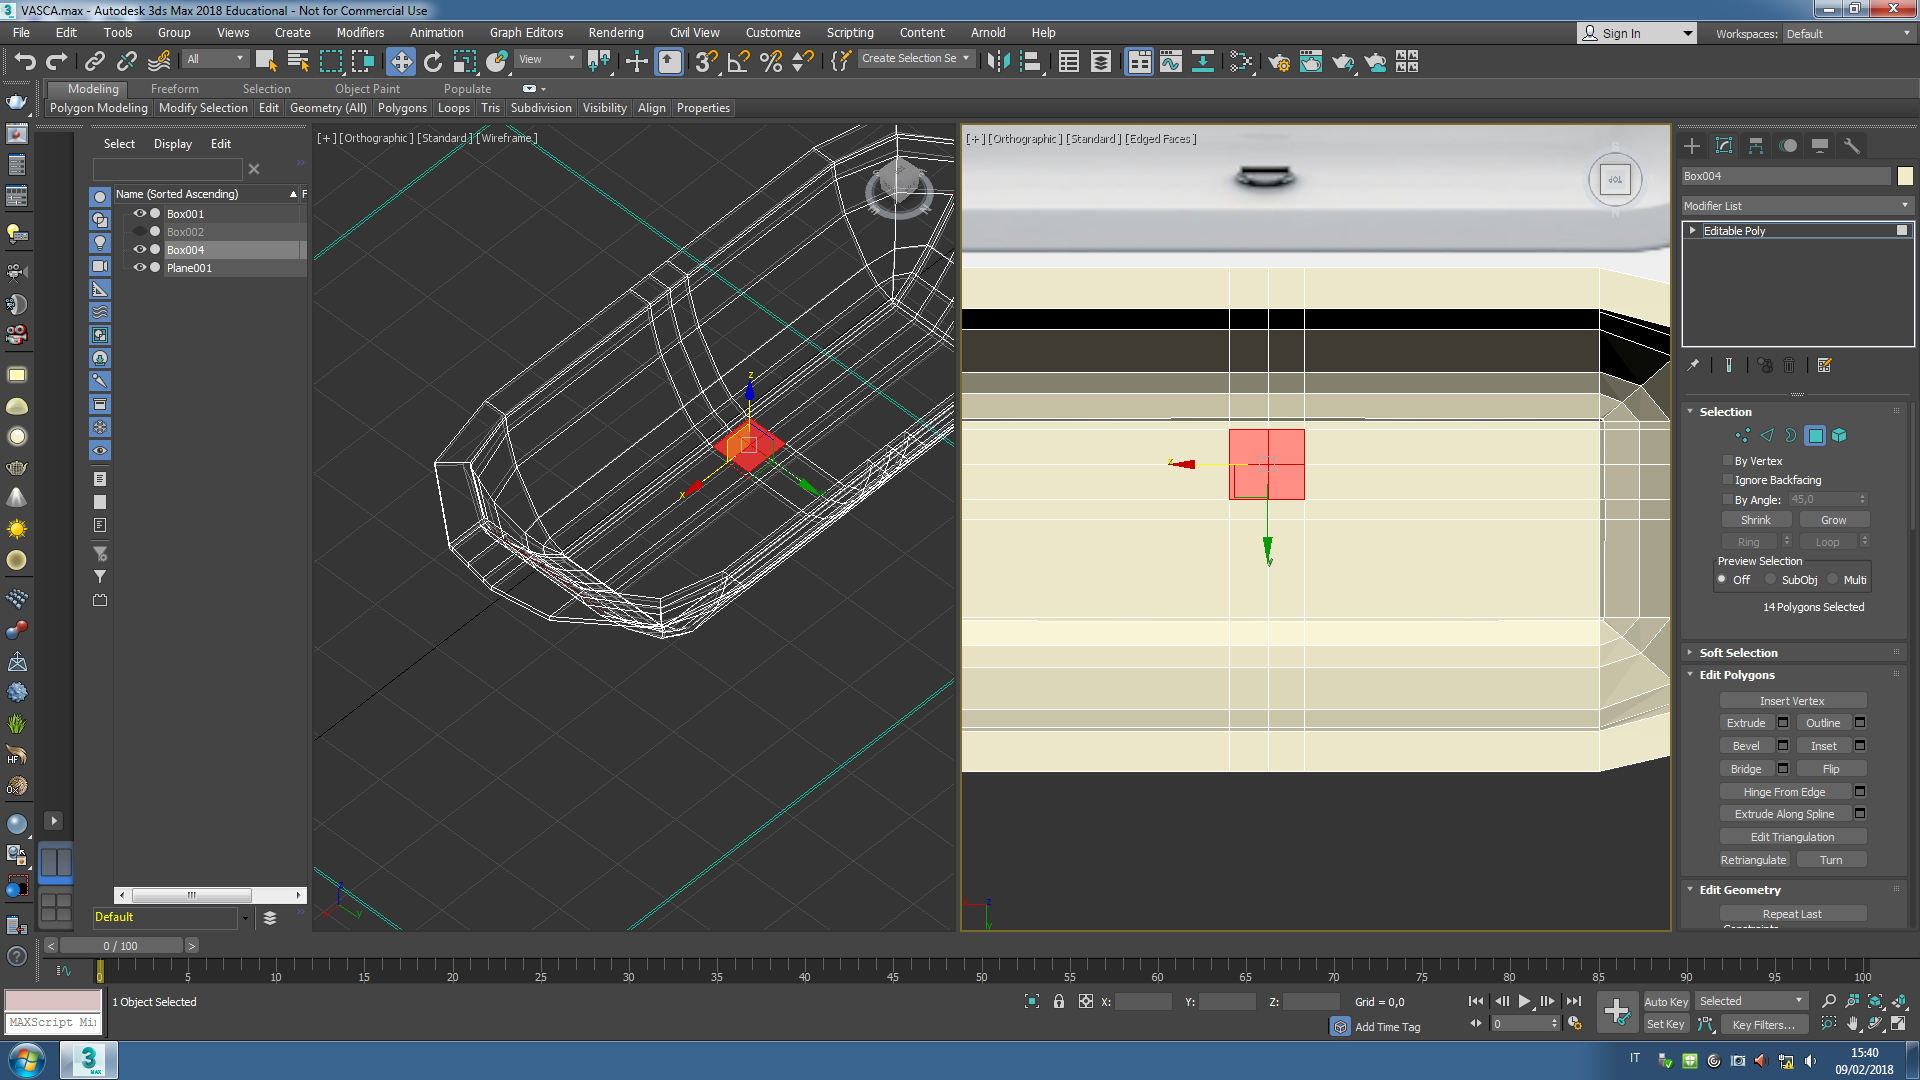 VASCA.max - Autodesk 3ds Max 2018 Educational - Not for Commercial Use
File Edit Tools Group Views Create Modifiers Animation Graph Editors Rendering Civil View Customize Scripting Content Arnold Help
Sign In
Workspaces: Default
All
View
Create Selection Se
Modeling Freeform Selection Object Paint Populate
Polygon Modeling Modify Selection Edit Geometry (All) Polygons Loops Tris Subdivision Visibility Align Properties
Select Display Edit
Name (Sorted Ascending) F
Box001
Box002
Box004
Plane001
Default
[+] [Orthographic] [Standard] [Wireframe]
z
x
[+] [Orthographic] [Standard] [Edged Faces]
TOP
Box004
Modifier List
Editable Poly
Selection
By Vertex
Ignore Backfacing
By Angle: 45,0
Shrink Grow
Ring Loop
Preview Selection
Off SubObj Multi
14 Polygons Selected
Soft Selection
Edit Polygons
Insert Vertex
Extrude Outline
Bevel Inset
Bridge Flip
Hinge From Edge
Extrude Along Spline
Edit Triangulation
Retriangulate Turn
Edit Geometry
Repeat Last
Constraints
0 / 100
0 5 10 15 20 25 30 35 40 45 50 55 60 65 70 75 80 85 90 95 100
1 Object Selected
X: Y: Z: Grid = 0,0
Auto Key Selected
MAXScript Mi
Add Time Tag
0
Set Key Key Filters...
3
MAX
IT
15:40
09/02/2018